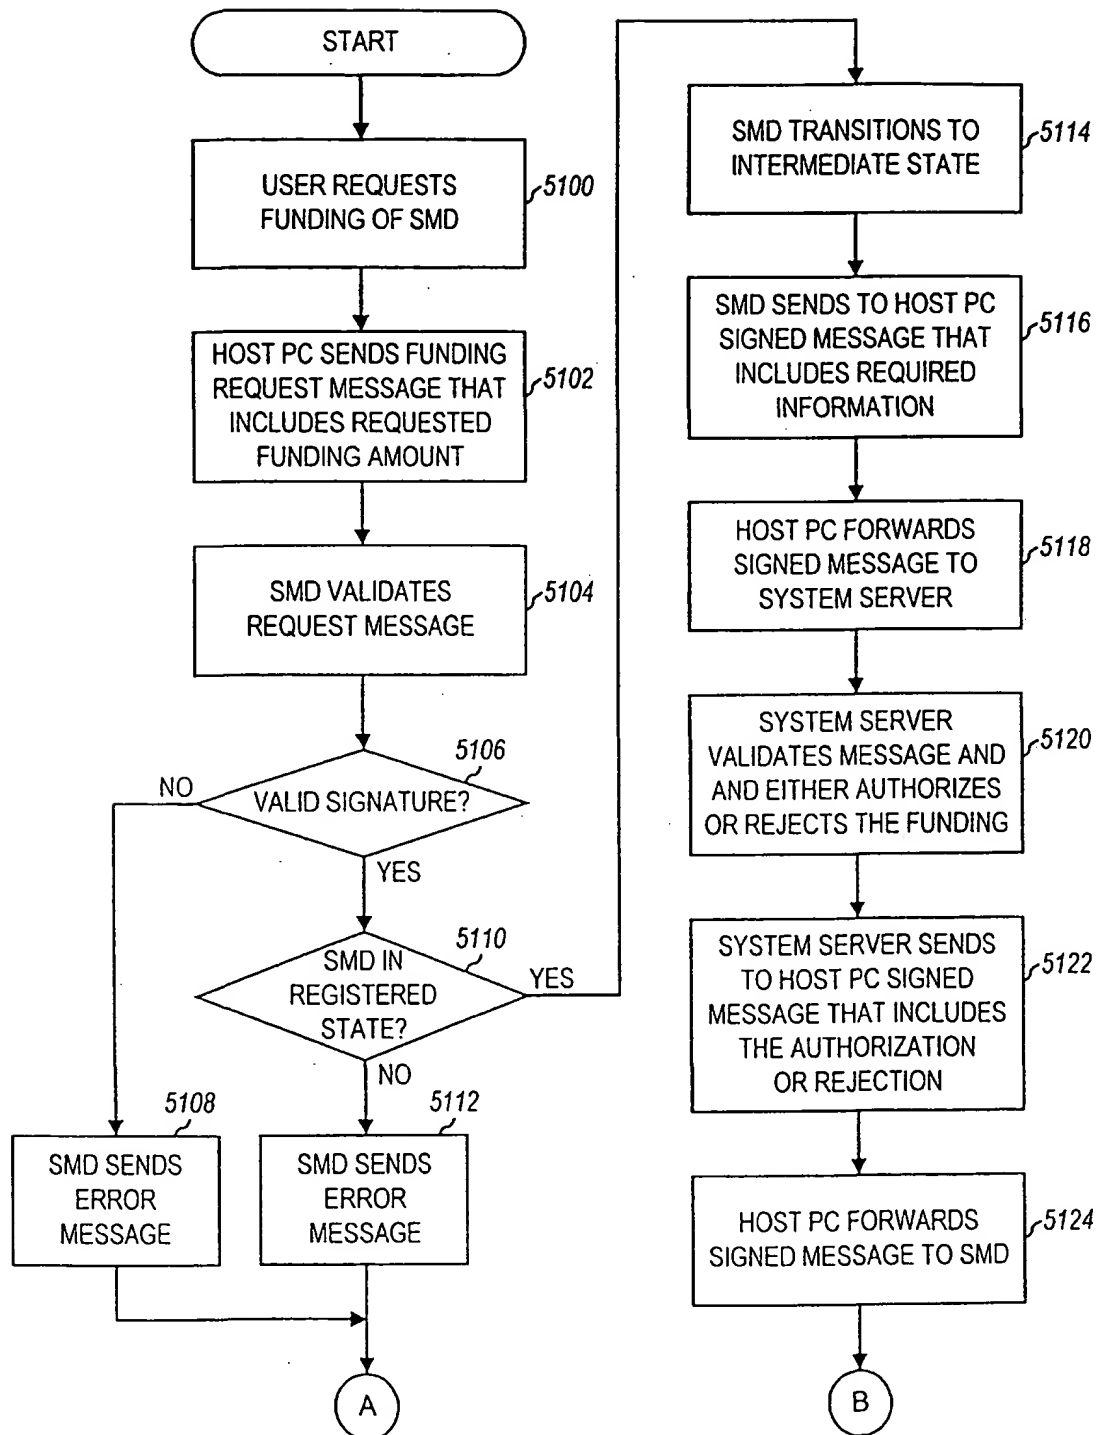 START
USER REQUESTS
FUNDING OF SMD
5100
HOST PC SENDS FUNDING
REQUEST MESSAGE THAT
INCLUDES REQUESTED
FUNDING AMOUNT
5102
SMD VALIDATES
REQUEST MESSAGE
5104
5106
NO
VALID SIGNATURE?
YES
5110
SMD IN
REGISTERED
STATE?
YES
NO
5108
SMD SENDS
ERROR
MESSAGE
5112
SMD SENDS
ERROR
MESSAGE
A
SMD TRANSITIONS TO
INTERMEDIATE STATE
5114
SMD SENDS TO HOST PC
SIGNED MESSAGE THAT
INCLUDES REQUIRED
INFORMATION
5116
HOST PC FORWARDS
SIGNED MESSAGE TO
SYSTEM SERVER
5118
SYSTEM SERVER
VALIDATES MESSAGE AND
AND EITHER AUTHORIZES
OR REJECTS THE FUNDING
5120
SYSTEM SERVER SENDS
TO HOST PC SIGNED
MESSAGE THAT INCLUDES
THE AUTHORIZATION
OR REJECTION
5122
HOST PC FORWARDS
SIGNED MESSAGE TO SMD
5124
B